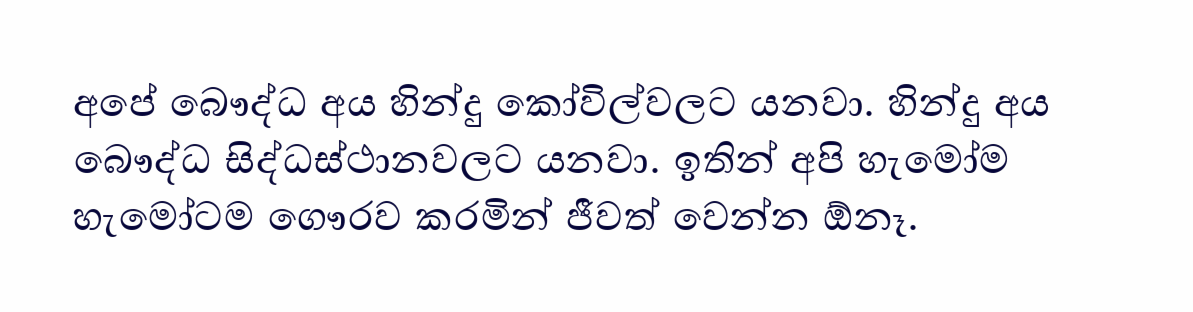 අපේ බෞද්ධ අය හින්දු කෝවිල්වලට යනවා. හින්දු අය
බෞද්ධ සිද්ධස්ථානවලට යනවා. ඉතින් අපි හැමෝම
හැමෝටම ගෞරව කරමින් ජීවත් වෙන්න ඕනෑ.